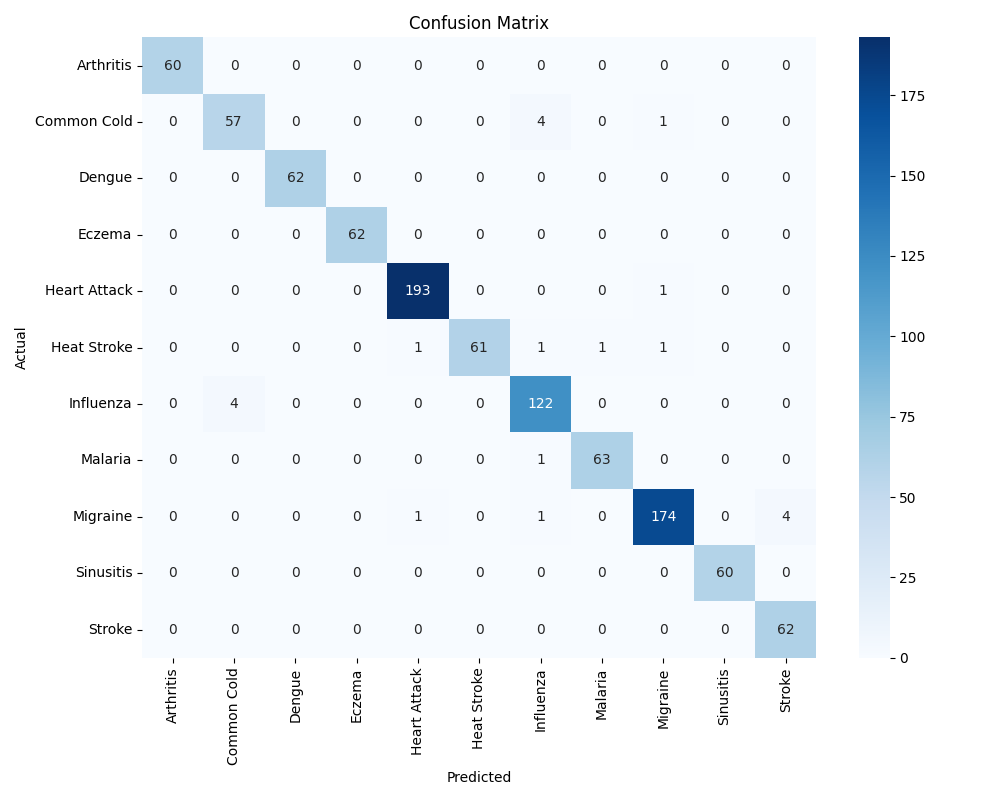 Confusion Matrix
Arthritis 60 0 0 0 0 0 0 0 0 0 0
Common Cold 0 57 0 0 0 0 4 0 1 0 0
Dengue 0 0 62 0 0 0 0 0 0 0 0
Eczema 0 0 0 62 0 0 0 0 0 0 0
Heart Attack 0 0 0 0 193 0 0 0 1 0 0
Heat Stroke 0 0 0 0 1 61 1 1 1 0 0
Influenza 0 4 0 0 0 0 122 0 0 0 0
Malaria 0 0 0 0 0 0 1 63 0 0 0
Migraine 0 0 0 0 1 0 1 0 174 0 4
Sinusitis 0 0 0 0 0 0 0 0 0 60 0
Stroke 0 0 0 0 0 0 0 0 0 0 62
Actual
Arthritis
Common Cold
Dengue
Eczema
Heart Attack
Heat Stroke
Influenza
Malaria
Migraine
Sinusitis
Stroke
Predicted
175
150
125
100
75
50
25
0